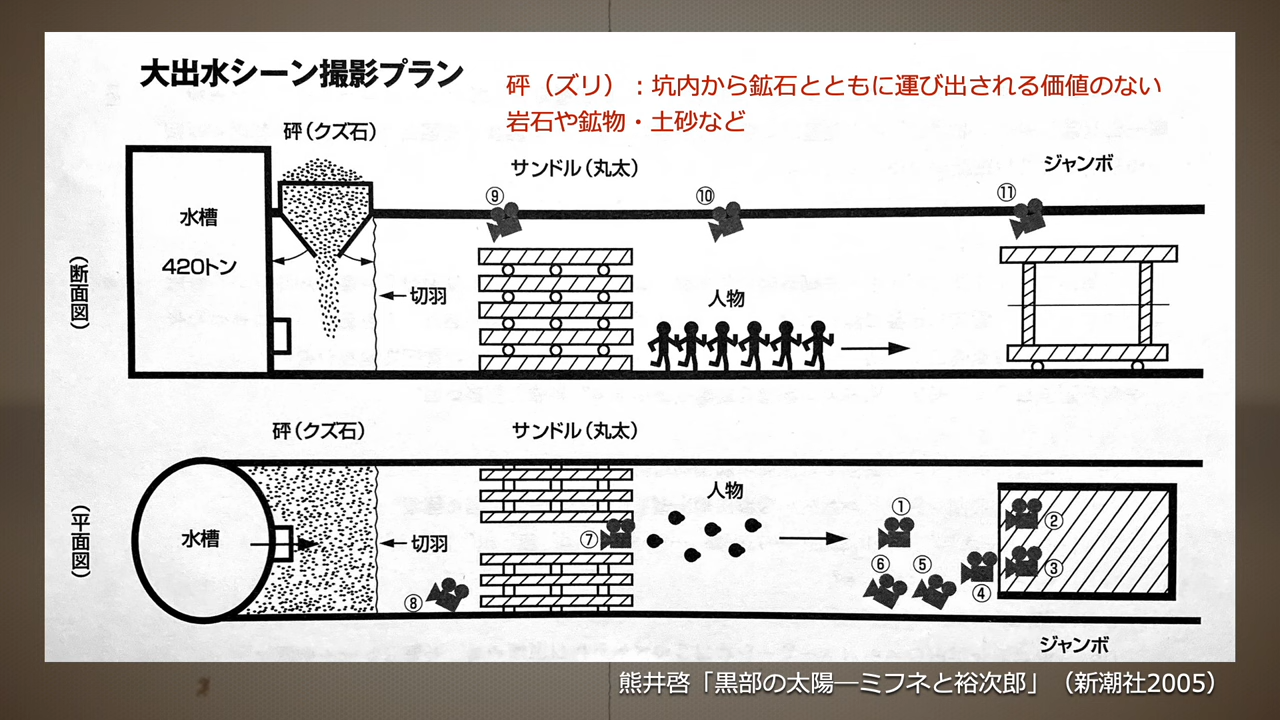 大出水シーン撮影プラン
砰（ズリ）：坑内から鉱石とともに運び出される価値のない
岩石や鉱物・土砂など
砰（クズ石）
サンドル（丸太）
ジャンボ
⑨
⑩
⑪
水槽
420トン
（断面図）
切羽
人物
砰（クズ石）
サンドル（丸太）
人物
①
②
（平面図）
水槽
切羽
⑦
⑥
⑤
③
④
⑧
ジャンボ
熊井啓「黒部の太陽―ミフネと裕次郎」（新潮社2005）